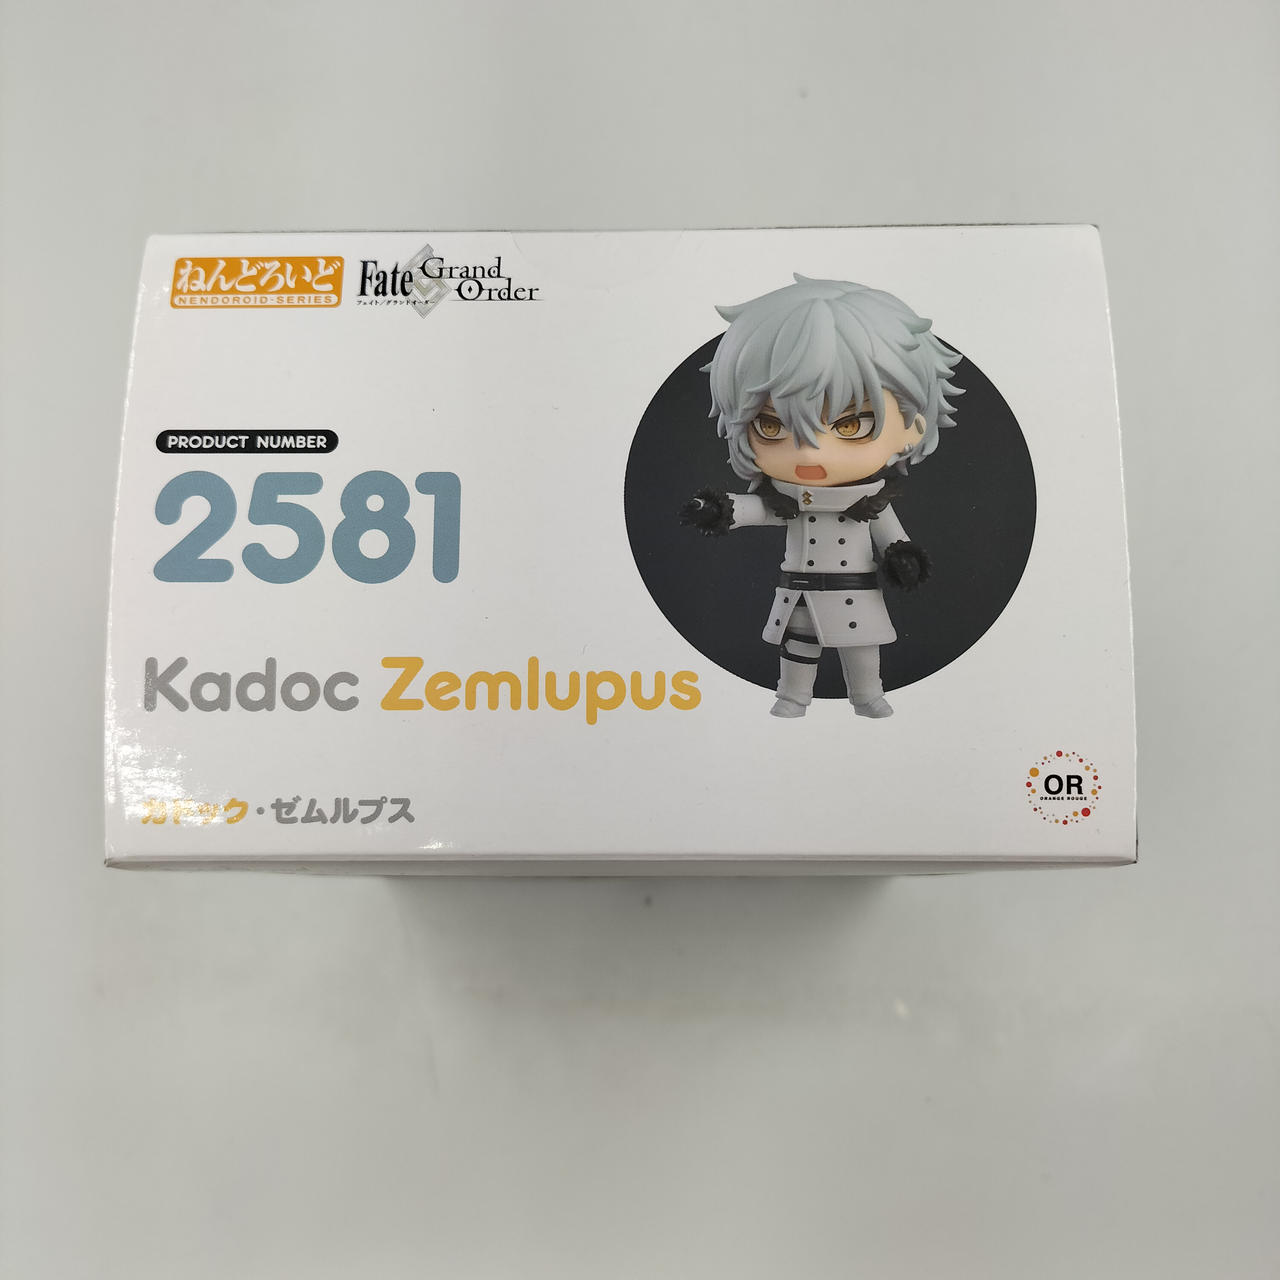 ねんどろいど
NENDOROID-SERIES
Fate Grand Order
フェイト/グランドオーダー
PRODUCT NUMBER
2581
Kadoc Zemlupus
カドック・ゼムルプス
OR
ORANGE ROUGE